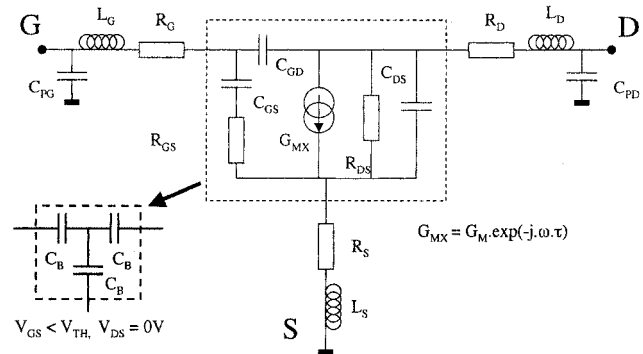 G
L_G
R_G
R_D
L_D
D
C_PG
C_GD
C_DS
C_PD
C_GS
R_GS
G_MX
R_DS
R_S
G_MX = G_M.exp(-j.ω.τ)
C_B
C_B
C_B
L_S
V_GS < V_TH, V_DS = 0V
S